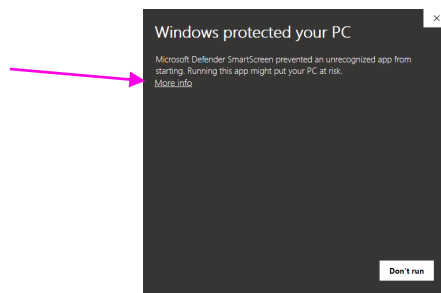 Windows protected your PC
Microsoft Defender SmartScreen prevented an unrecognized app from
starting. Running this app might put your PC at risk.
More info
Don't run